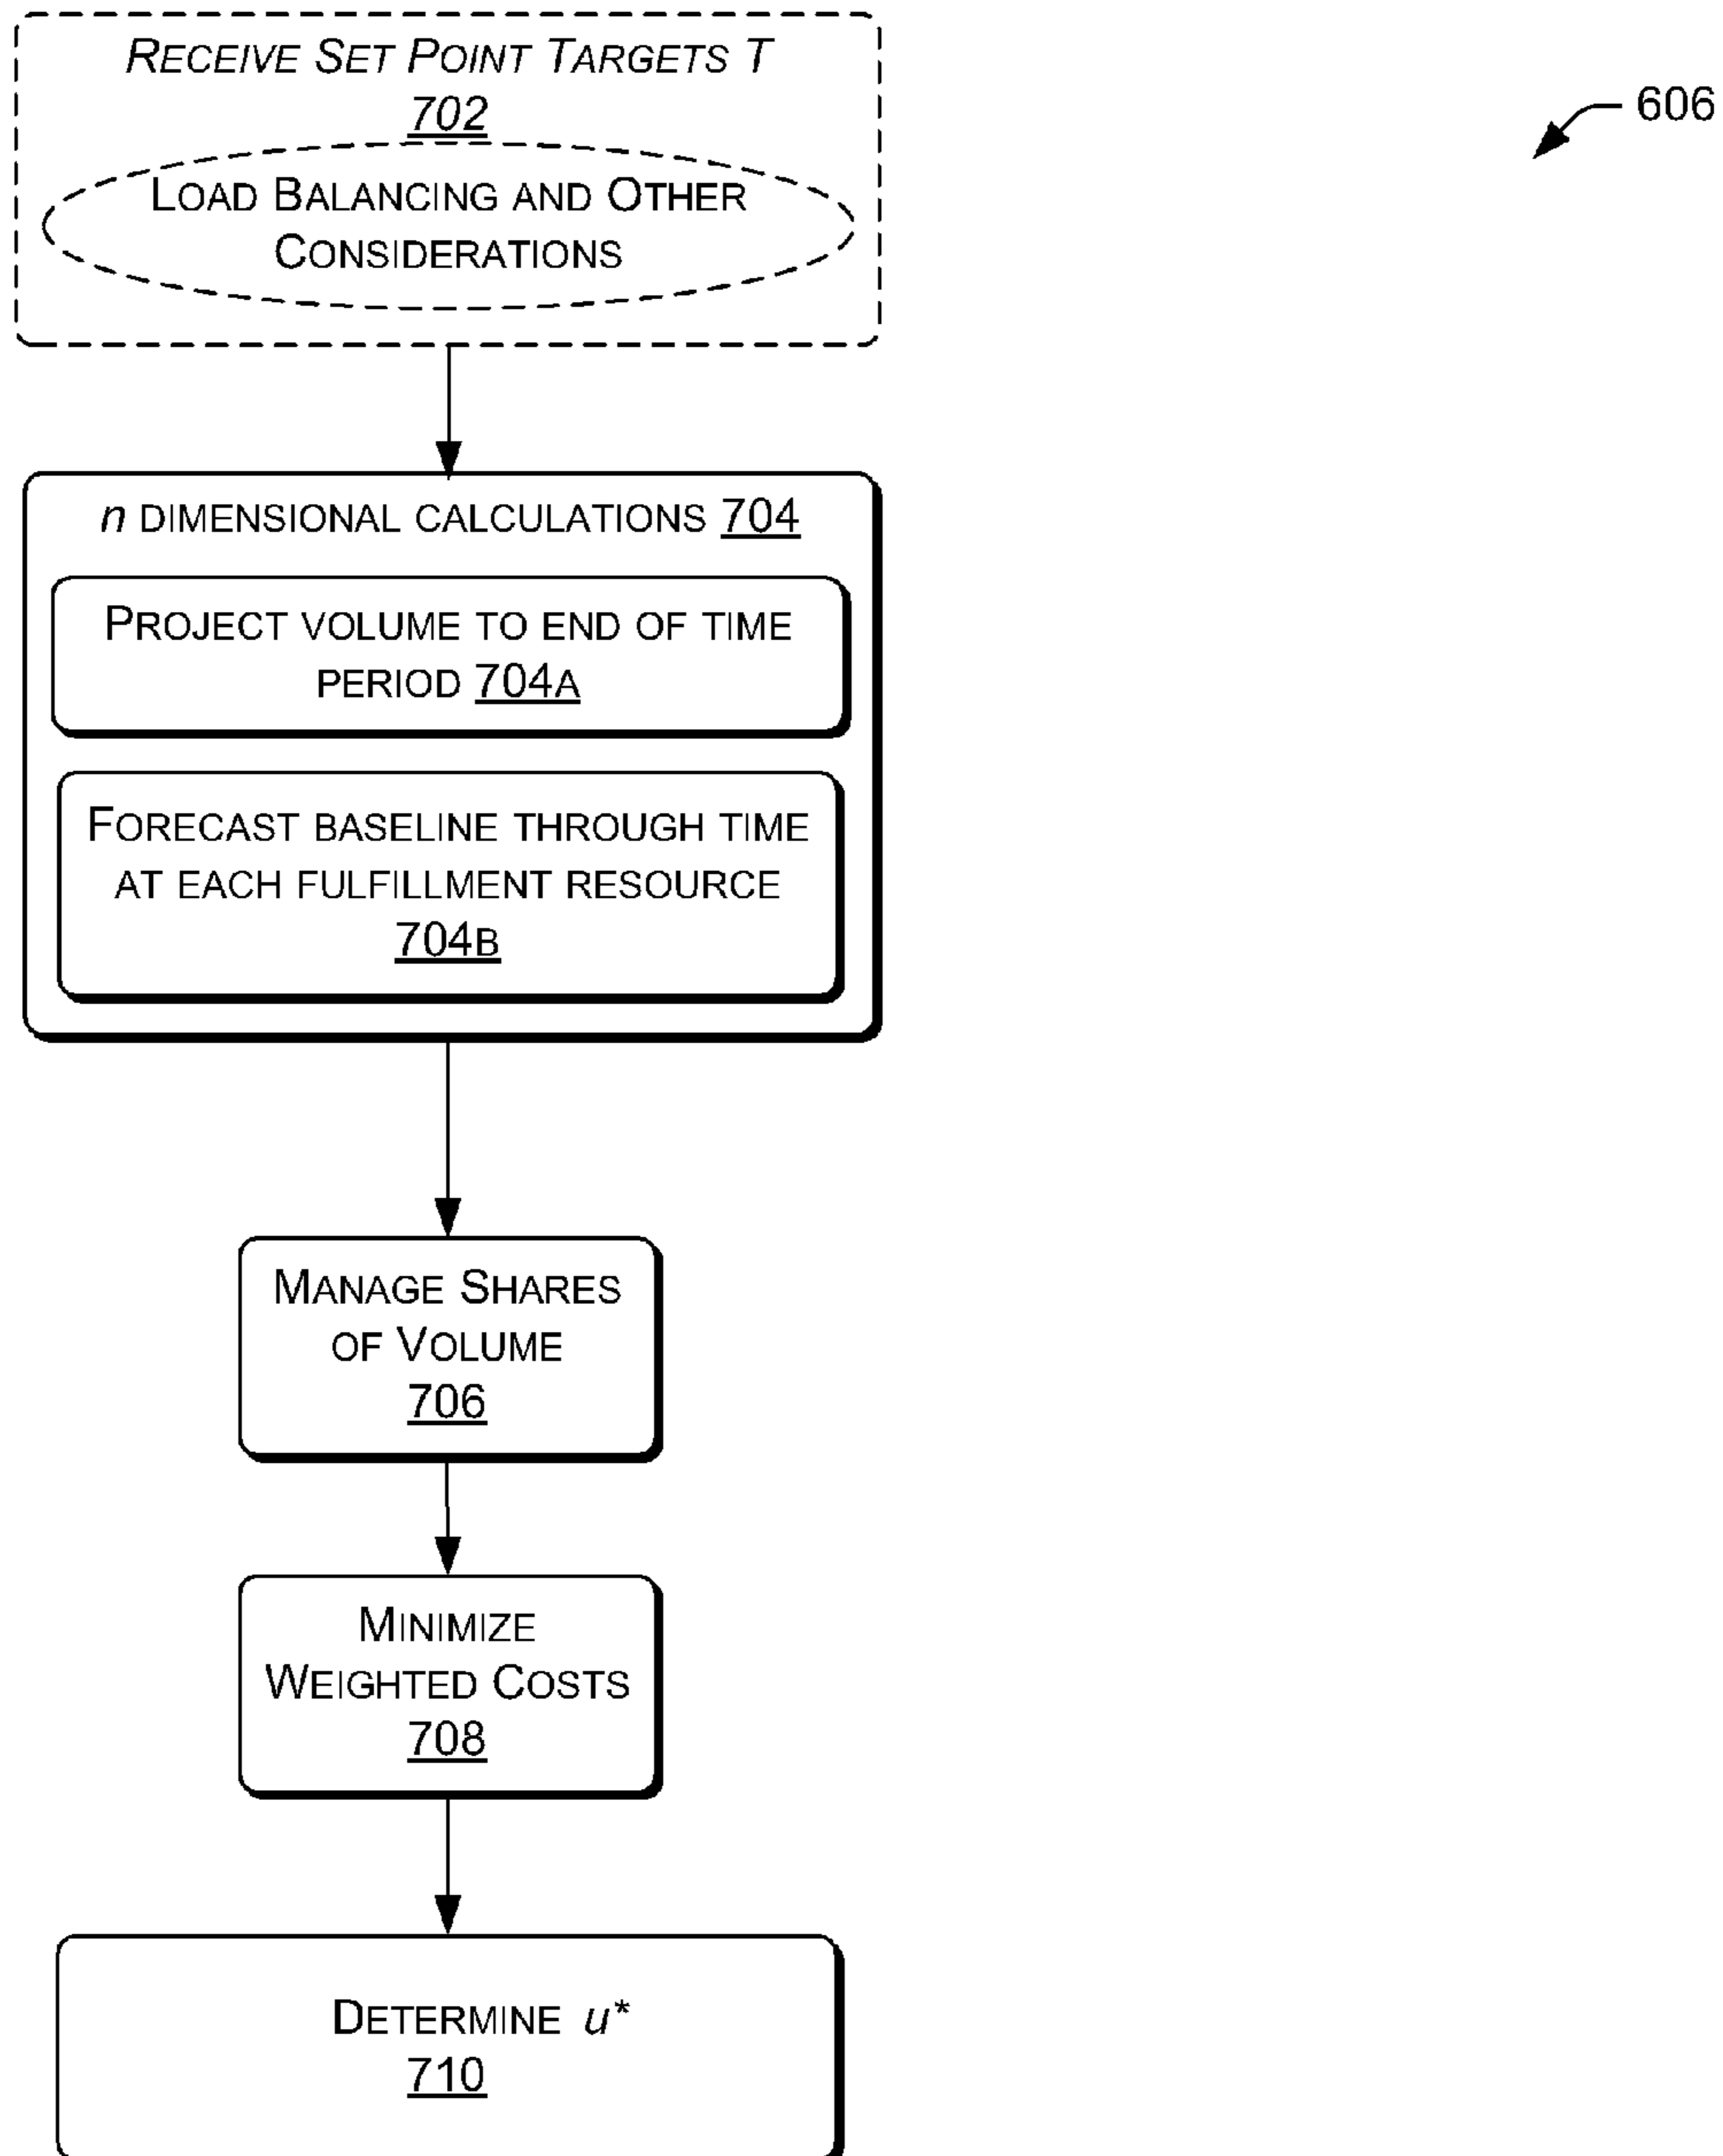 RECEIVE SET POINT TARGETS T
702
606
LOAD BALANCING AND OTHER
CONSIDERATIONS
n DIMENSIONAL CALCULATIONS 704
PROJECT VOLUME TO END OF TIME
PERIOD 704A
FORECAST BASELINE THROUGH TIME
AT EACH FULFILLMENT RESOURCE
704B
MANAGE SHARES
OF VOLUME
706
MINIMIZE
WEIGHTED COSTS
708
DETERMINE u*
710